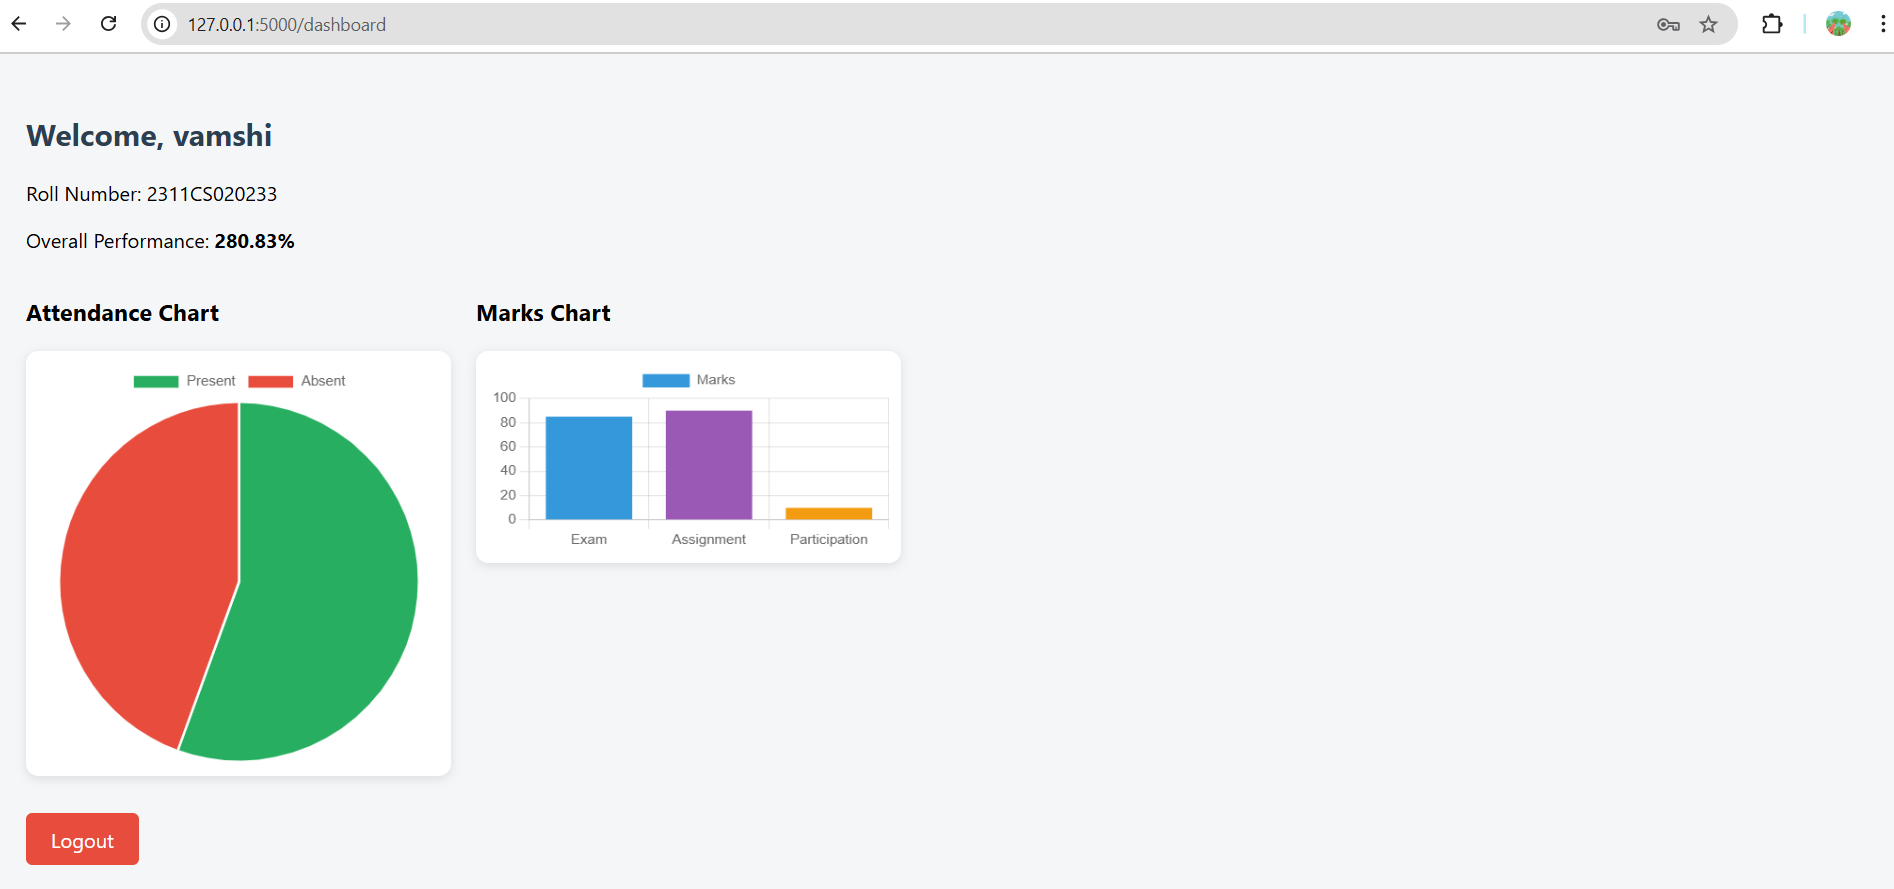 127.0.0.1:5000/dashboard
Welcome, vamshi
Roll Number: 2311CS020233
Overall Performance: 280.83%
Attendance Chart
Present Absent
Marks Chart
Marks
100
80
60
40
20
0
Exam Assignment Participation
Logout